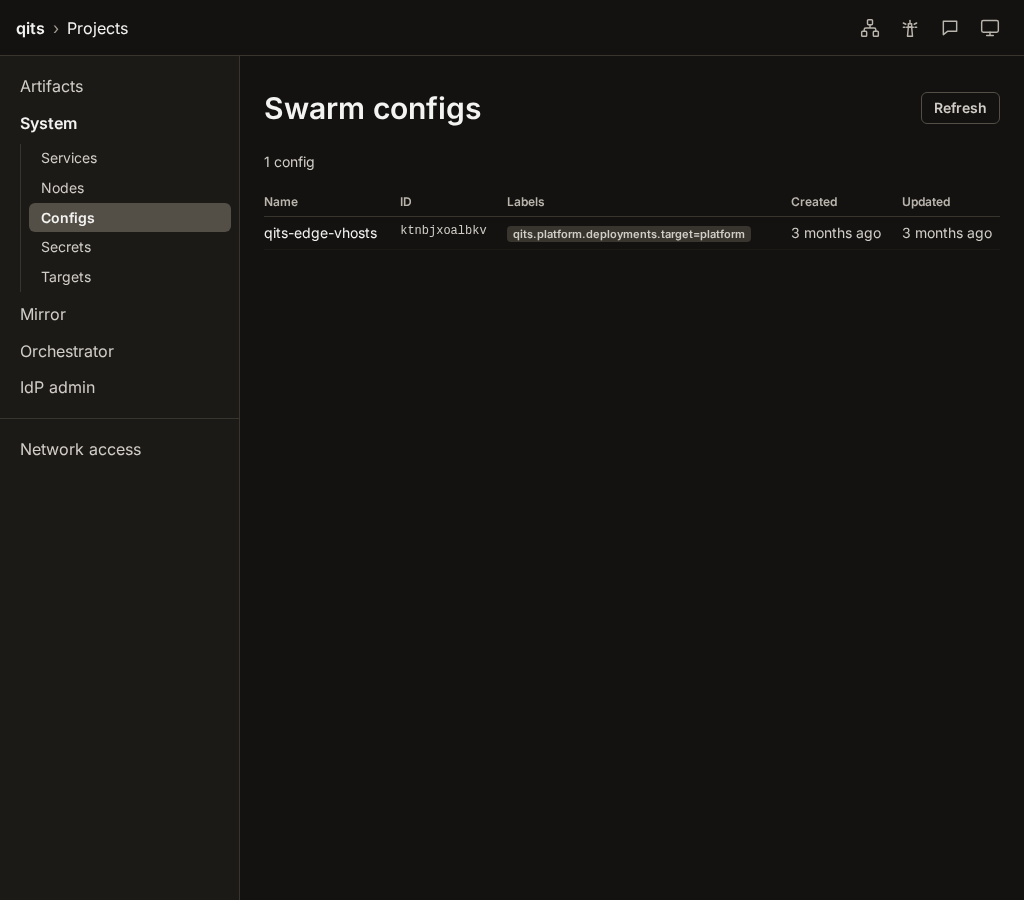 qits › Projects
Artifacts
System
Services
Nodes
Configs
Secrets
Targets
Mirror
Orchestrator
IdP admin
Network access
Swarm configs
Refresh
1 config
Name ID Labels Created Updated
qits-edge-vhosts ktnbjxoalbkv qits.platform.deployments.target=platform 3 months ago 3 months ago